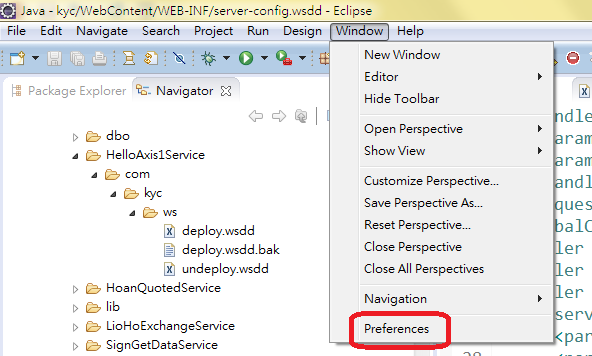 Java - kyc/WebContent/WEB-INF/server-config.wsdd - Eclipse
File Edit Navigate Search Project Run Design Window Help
Package Explorer Navigator
dbo
HelloAxis1Service
com
kyc
ws
deploy.wsdd
deploy.wsdd.bak
undeploy.wsdd
HoanQuotedService
lib
LioHoExchangeService
SignGetDataService
New Window
Editor
Hide Toolbar
Open Perspective
Show View
Customize Perspective...
Save Perspective As...
Reset Perspective...
Close Perspective
Close All Perspectives
Navigation
Preferences
ndle
aram
aram
andl
ques
balC
ler
ler
ler
serv
<par